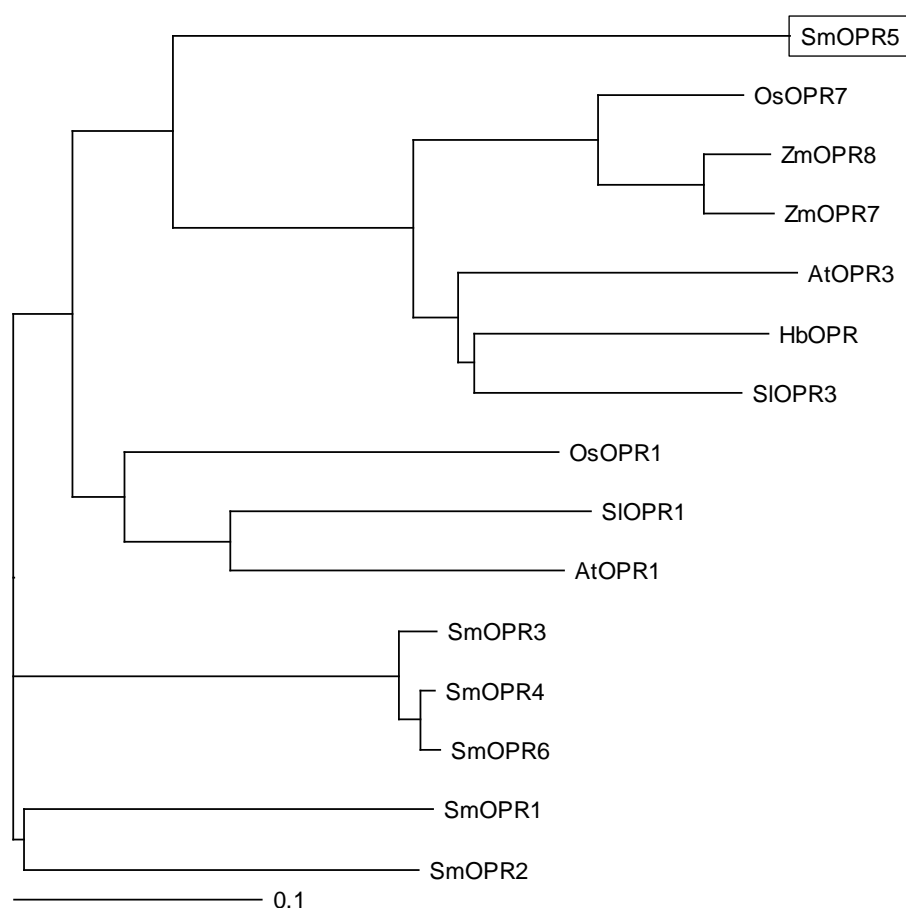 SmOPR5
OsOPR7
ZmOPR8
ZmOPR7
AtOPR3
HbOPR
SlOPR3
OsOPR1
SlOPR1
AtOPR1
SmOPR3
SmOPR4
SmOPR6
SmOPR1
SmOPR2
0.1